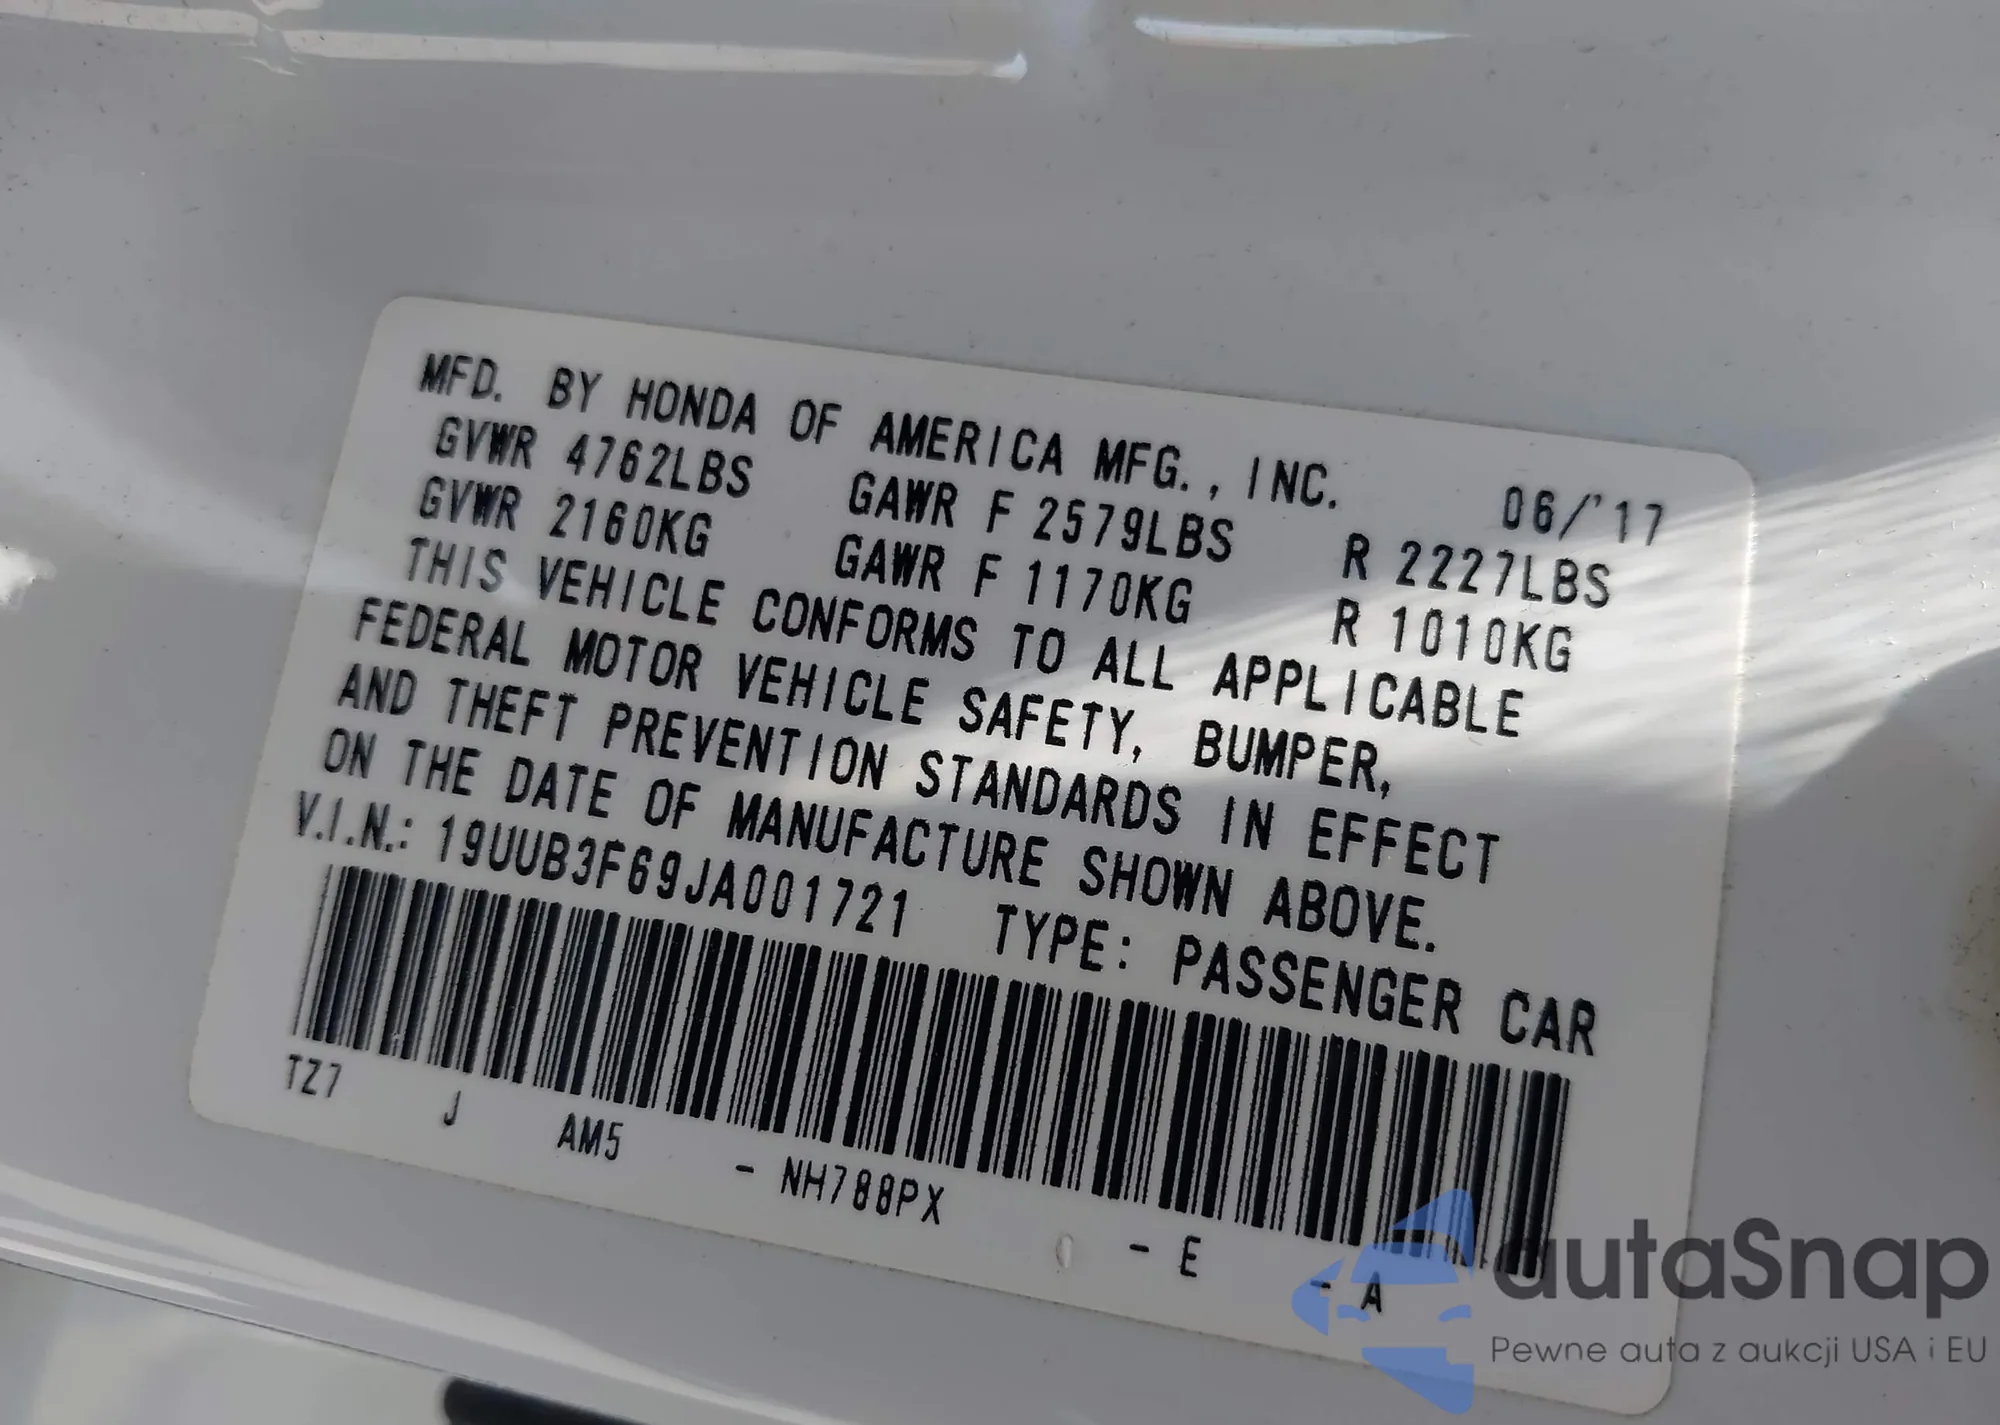 MFD. BY HONDA OF AMERICA MFG., INC. 06/'17
GVWR 4762LBS GAWR F 2579LBS R 2227LBS
GVWR 2160KG GAWR F 1170KG R 1010KG
THIS VEHICLE CONFORMS TO ALL APPLICABLE
FEDERAL MOTOR VEHICLE SAFETY, BUMPER,
AND THEFT PREVENTION STANDARDS IN EFFECT
ON THE DATE OF MANUFACTURE SHOWN ABOVE.
V.I.N.: 19UUB3F69JA001721 TYPE: PASSENGER CAR
TZ7 J AM5 - NH788PX - E - A
autaSnap
Pewne auta z aukcji USA i EU